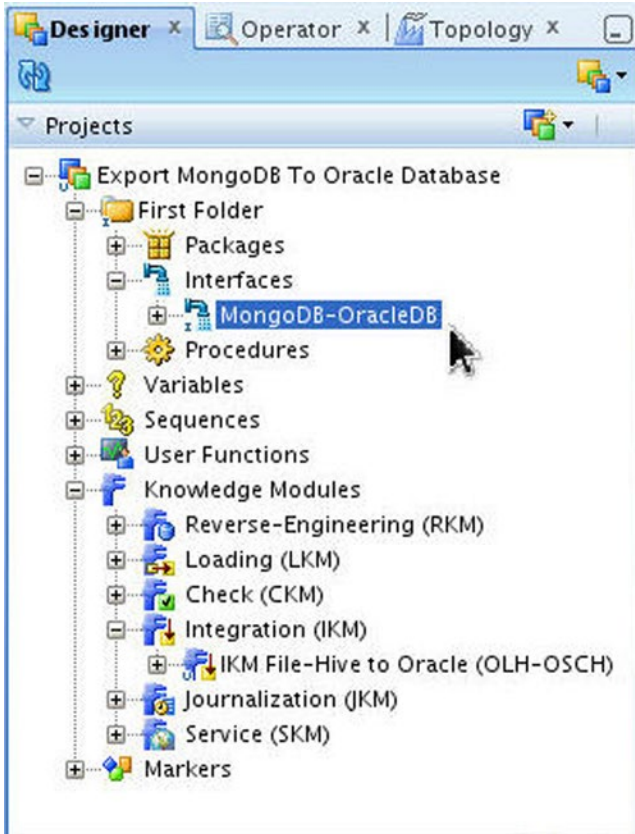 Designer Operator Topology
Projects
Export MongoDB To Oracle Database
First Folder
Packages
Interfaces
MongoDB-OracleDB
Procedures
Variables
Sequences
User Functions
Knowledge Modules
Reverse-Engineering (RKM)
Loading (LKM)
Check (CKM)
Integration (IKM)
IKM File-Hive to Oracle (OLH-OSCH)
Journalization (JKM)
Service (SKM)
Markers